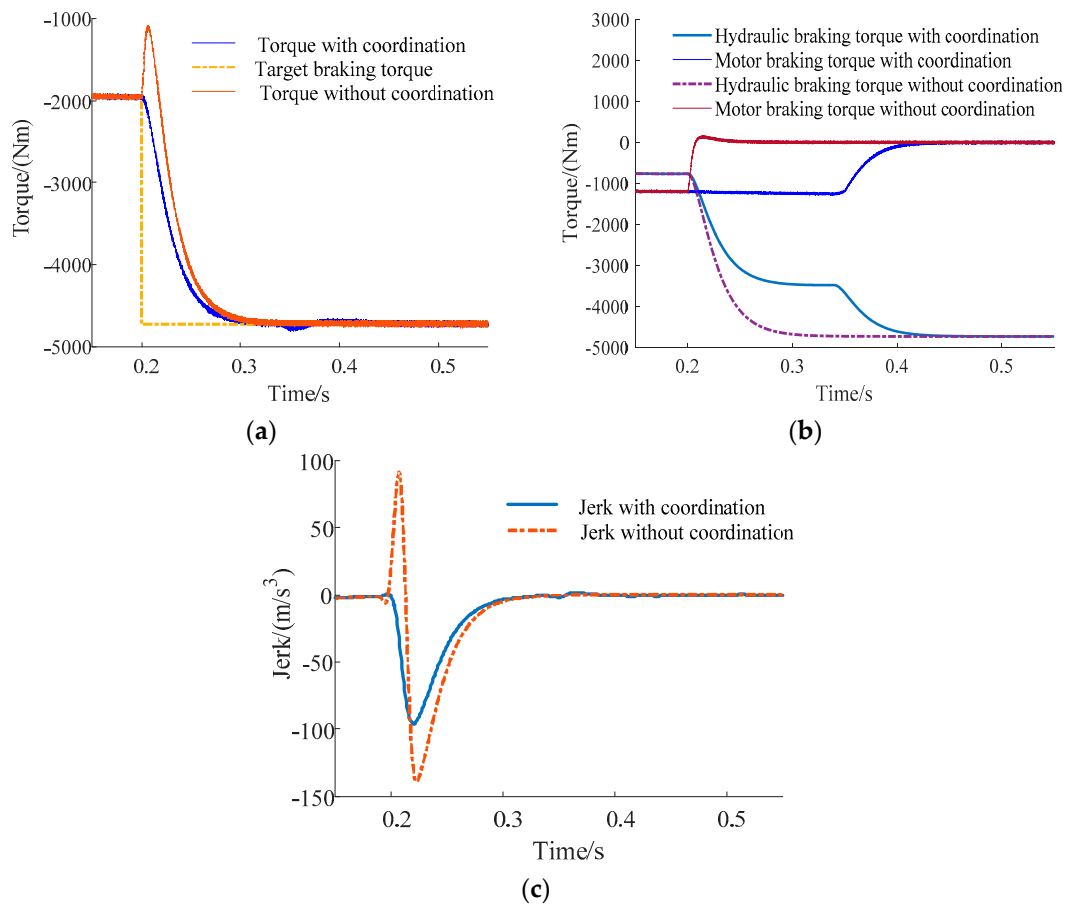 -1000
-2000
-3000
-4000
-5000
Torque/(Nm)
Torque with coordination
Target braking torque
Torque without coordination
0.2
0.3
0.4
0.5
Time/s
(a)
3000
2000
1000
0
-1000
-2000
-3000
-4000
-5000
Torque/(Nm)
Hydraulic braking torque with coordination
Motor braking torque with coordination
Hydraulic braking torque without coordination
Motor braking torque without coordination
0.2
0.3
0.4
0.5
Time/s
(b)
100
50
0
-50
-100
-150
Jerk/(m/s³)
Jerk with coordination
Jerk without coordination
0.2
0.3
0.4
0.5
Time/s
(c)